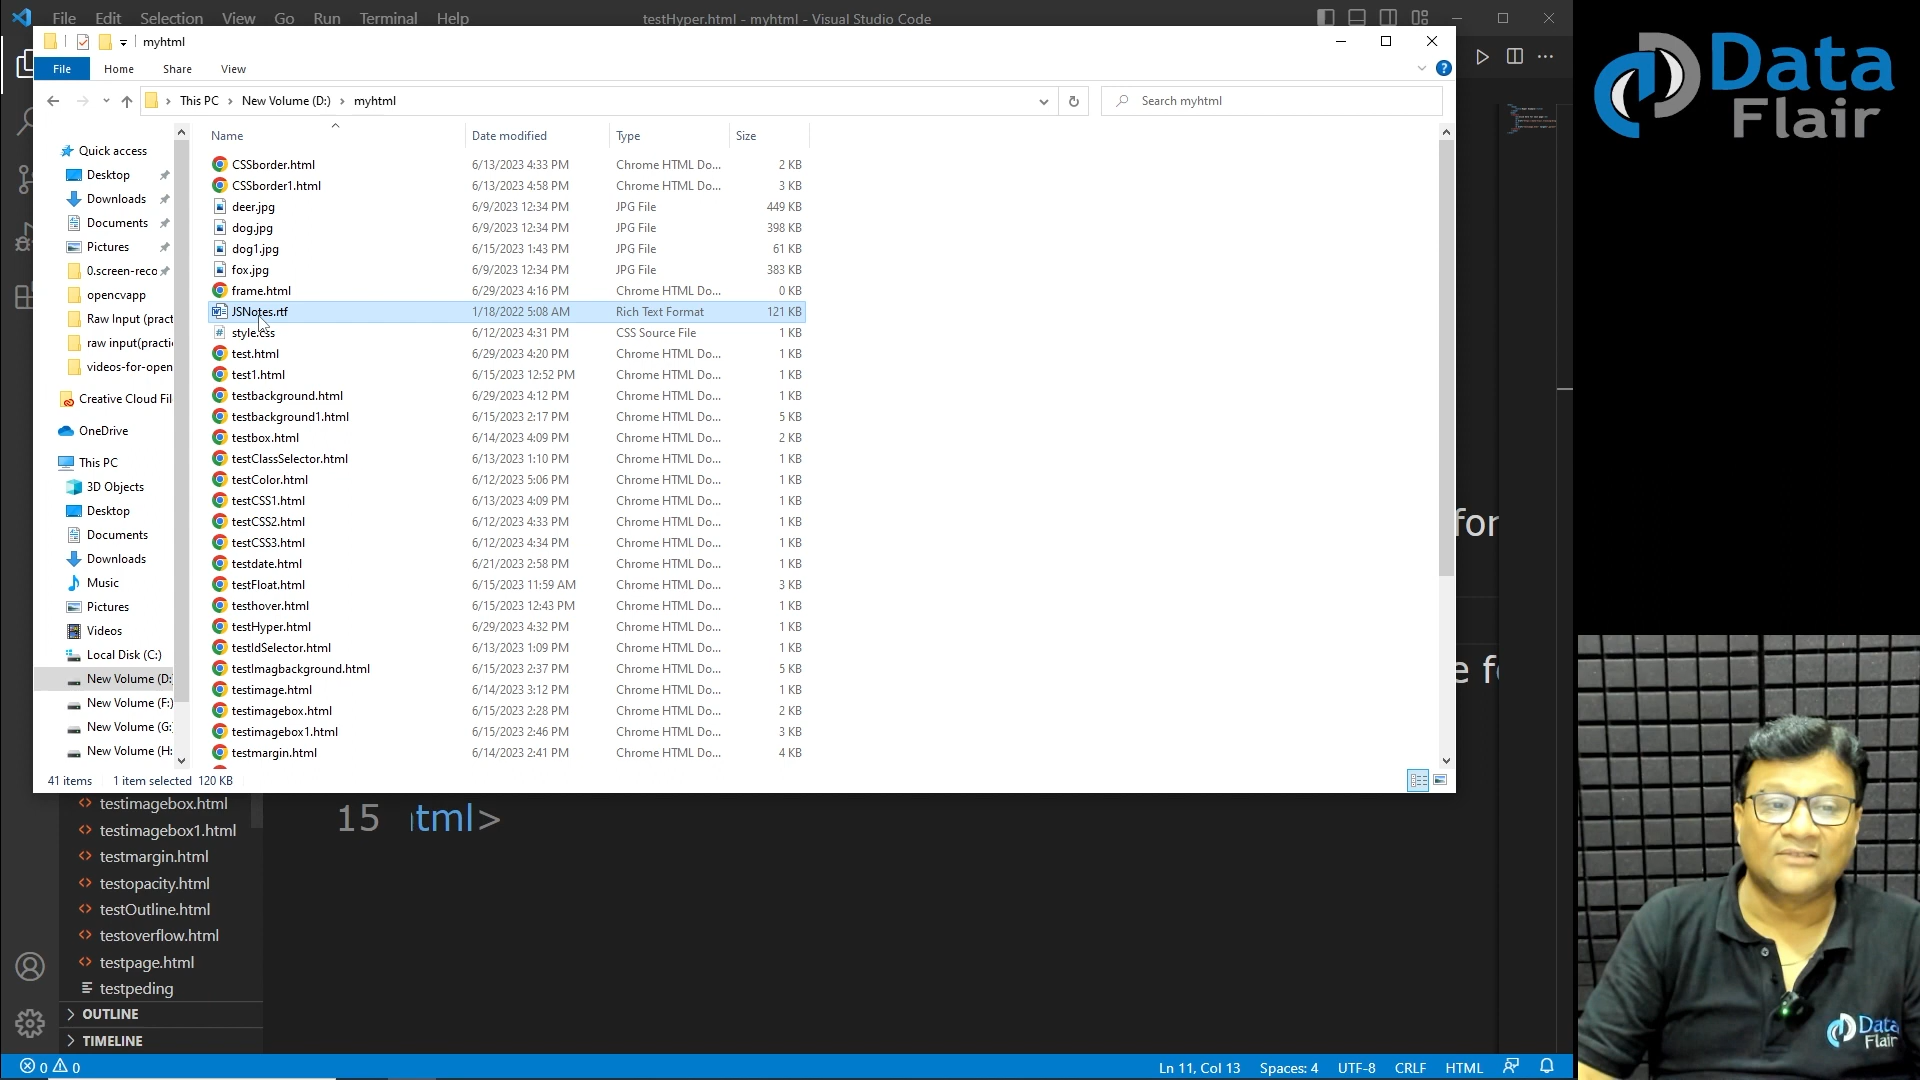 File Edit Selection View Go Run Terminal Help testHyper.html - myhtml - Visual Studio Code
myhtml
File Home Share View
This PC New Volume (D:) myhtml Search myhtml
Name Date modified Type Size
Quick access
Desktop
Downloads
Documents
Pictures
0.screen-reco
opencvapp
Raw Input (pract
raw input(practi
videos-for-open
Creative Cloud Fil
OneDrive
This PC
3D Objects
Desktop
Documents
Downloads
Music
Pictures
Videos
Local Disk (C:)
New Volume (D:
New Volume (F:)
New Volume (G:
New Volume (H:
CSSborder.html 6/13/2023 4:33 PM Chrome HTML Do... 2 KB
CSSborder1.html 6/13/2023 4:58 PM Chrome HTML Do... 3 KB
deer.jpg 6/9/2023 12:34 PM JPG File 449 KB
dog.jpg 6/9/2023 12:34 PM JPG File 398 KB
dog1.jpg 6/15/2023 1:43 PM JPG File 61 KB
fox.jpg 6/9/2023 12:34 PM JPG File 383 KB
frame.html 6/29/2023 4:16 PM Chrome HTML Do... 0 KB
JSNotes.rtf 1/18/2022 5:08 AM Rich Text Format 121 KB
style.css 6/12/2023 4:31 PM CSS Source File 1 KB
test.html 6/29/2023 4:20 PM Chrome HTML Do... 1 KB
test1.html 6/15/2023 12:52 PM Chrome HTML Do... 1 KB
testbackground.html 6/29/2023 4:12 PM Chrome HTML Do... 1 KB
testbackground1.html 6/15/2023 2:17 PM Chrome HTML Do... 5 KB
testbox.html 6/14/2023 4:09 PM Chrome HTML Do... 2 KB
testClassSelector.html 6/13/2023 1:10 PM Chrome HTML Do... 1 KB
testColor.html 6/12/2023 5:06 PM Chrome HTML Do... 1 KB
testCSS1.html 6/13/2023 4:09 PM Chrome HTML Do... 1 KB
testCSS2.html 6/12/2023 4:33 PM Chrome HTML Do... 1 KB
testCSS3.html 6/12/2023 4:34 PM Chrome HTML Do... 1 KB
testdate.html 6/21/2023 2:58 PM Chrome HTML Do... 1 KB
testFloat.html 6/15/2023 11:59 AM Chrome HTML Do... 3 KB
testhover.html 6/15/2023 12:43 PM Chrome HTML Do... 1 KB
testHyper.html 6/29/2023 4:32 PM Chrome HTML Do... 1 KB
testIdSelector.html 6/13/2023 1:09 PM Chrome HTML Do... 1 KB
testImagbackground.html 6/15/2023 2:37 PM Chrome HTML Do... 5 KB
testimage.html 6/14/2023 3:12 PM Chrome HTML Do... 1 KB
testimagebox.html 6/15/2023 2:28 PM Chrome HTML Do... 2 KB
testimagebox1.html 6/15/2023 2:46 PM Chrome HTML Do... 3 KB
testmargin.html 6/14/2023 2:41 PM Chrome HTML Do... 4 KB
41 items 1 item selected 120 KB
for
e f
testimagebox.html
testimagebox1.html
testmargin.html
testopacity.html
testOutline.html
testoverflow.html
testpage.html
testpeding
OUTLINE
TIMELINE
15 tml>
0 0 Ln 11, Col 13 Spaces: 4 UTF-8 CRLF HTML
Data
Flair
Data
Flair